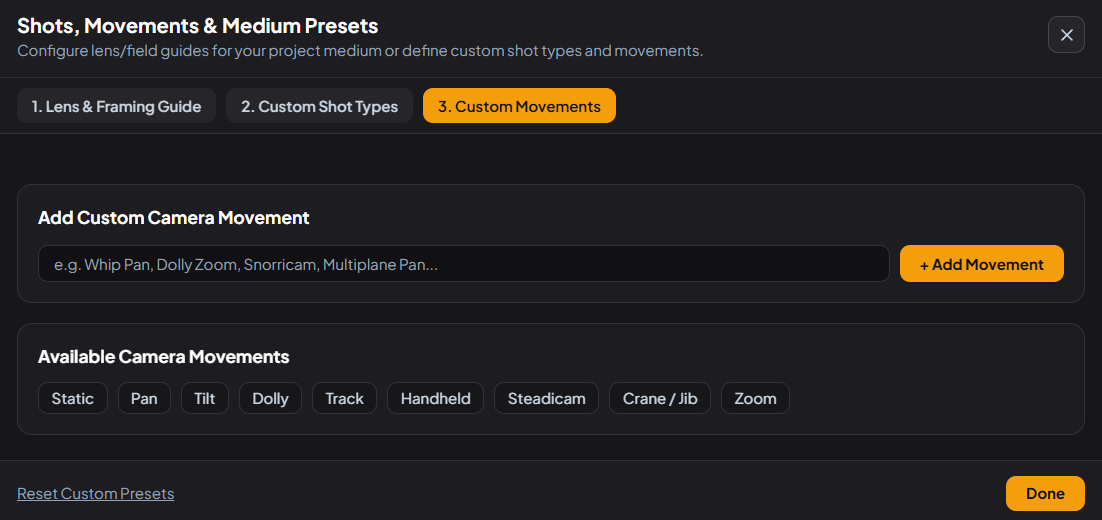 Shots, Movements & Medium Presets
Configure lens/field guides for your project medium or define custom shot types and movements.
1. Lens & Framing Guide
2. Custom Shot Types
3. Custom Movements
Add Custom Camera Movement
e.g. Whip Pan, Dolly Zoom, Snorricam, Multiplane Pan...
+ Add Movement
Available Camera Movements
Static
Pan
Tilt
Dolly
Track
Handheld
Steadicam
Crane / Jib
Zoom
Reset Custom Presets
Done